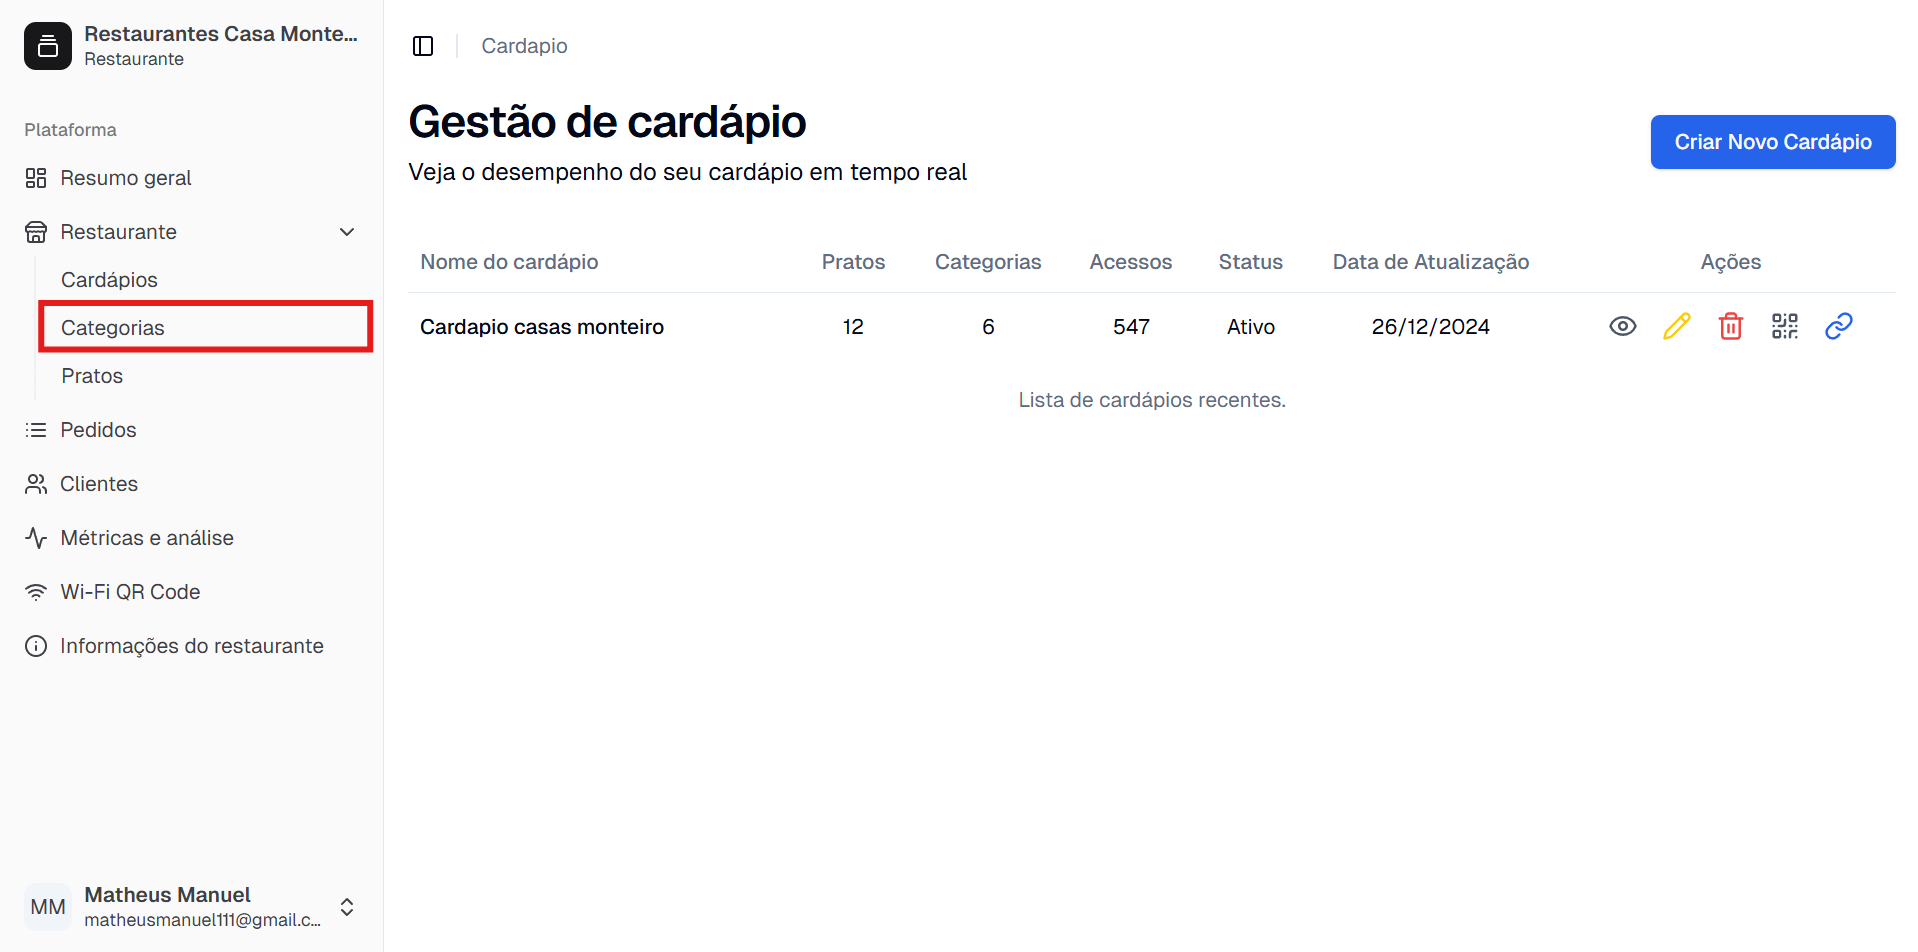 Restaurantes Casa Monte...
Restaurante
Plataforma
Resumo geral
Restaurante
Cardápios
Categorias
Pratos
Pedidos
Clientes
Métricas e análise
Wi-Fi QR Code
Informações do restaurante
MM
Matheus Manuel
matheusmanuel111@gmail.c...
Cardapio
Gestão de cardápio
Veja o desempenho do seu cardápio em tempo real
Criar Novo Cardápio
Nome do cardápio Pratos Categorias Acessos Status Data de Atualização Ações
Cardapio casas monteiro 12 6 547 Ativo 26/12/2024
Lista de cardápios recentes.